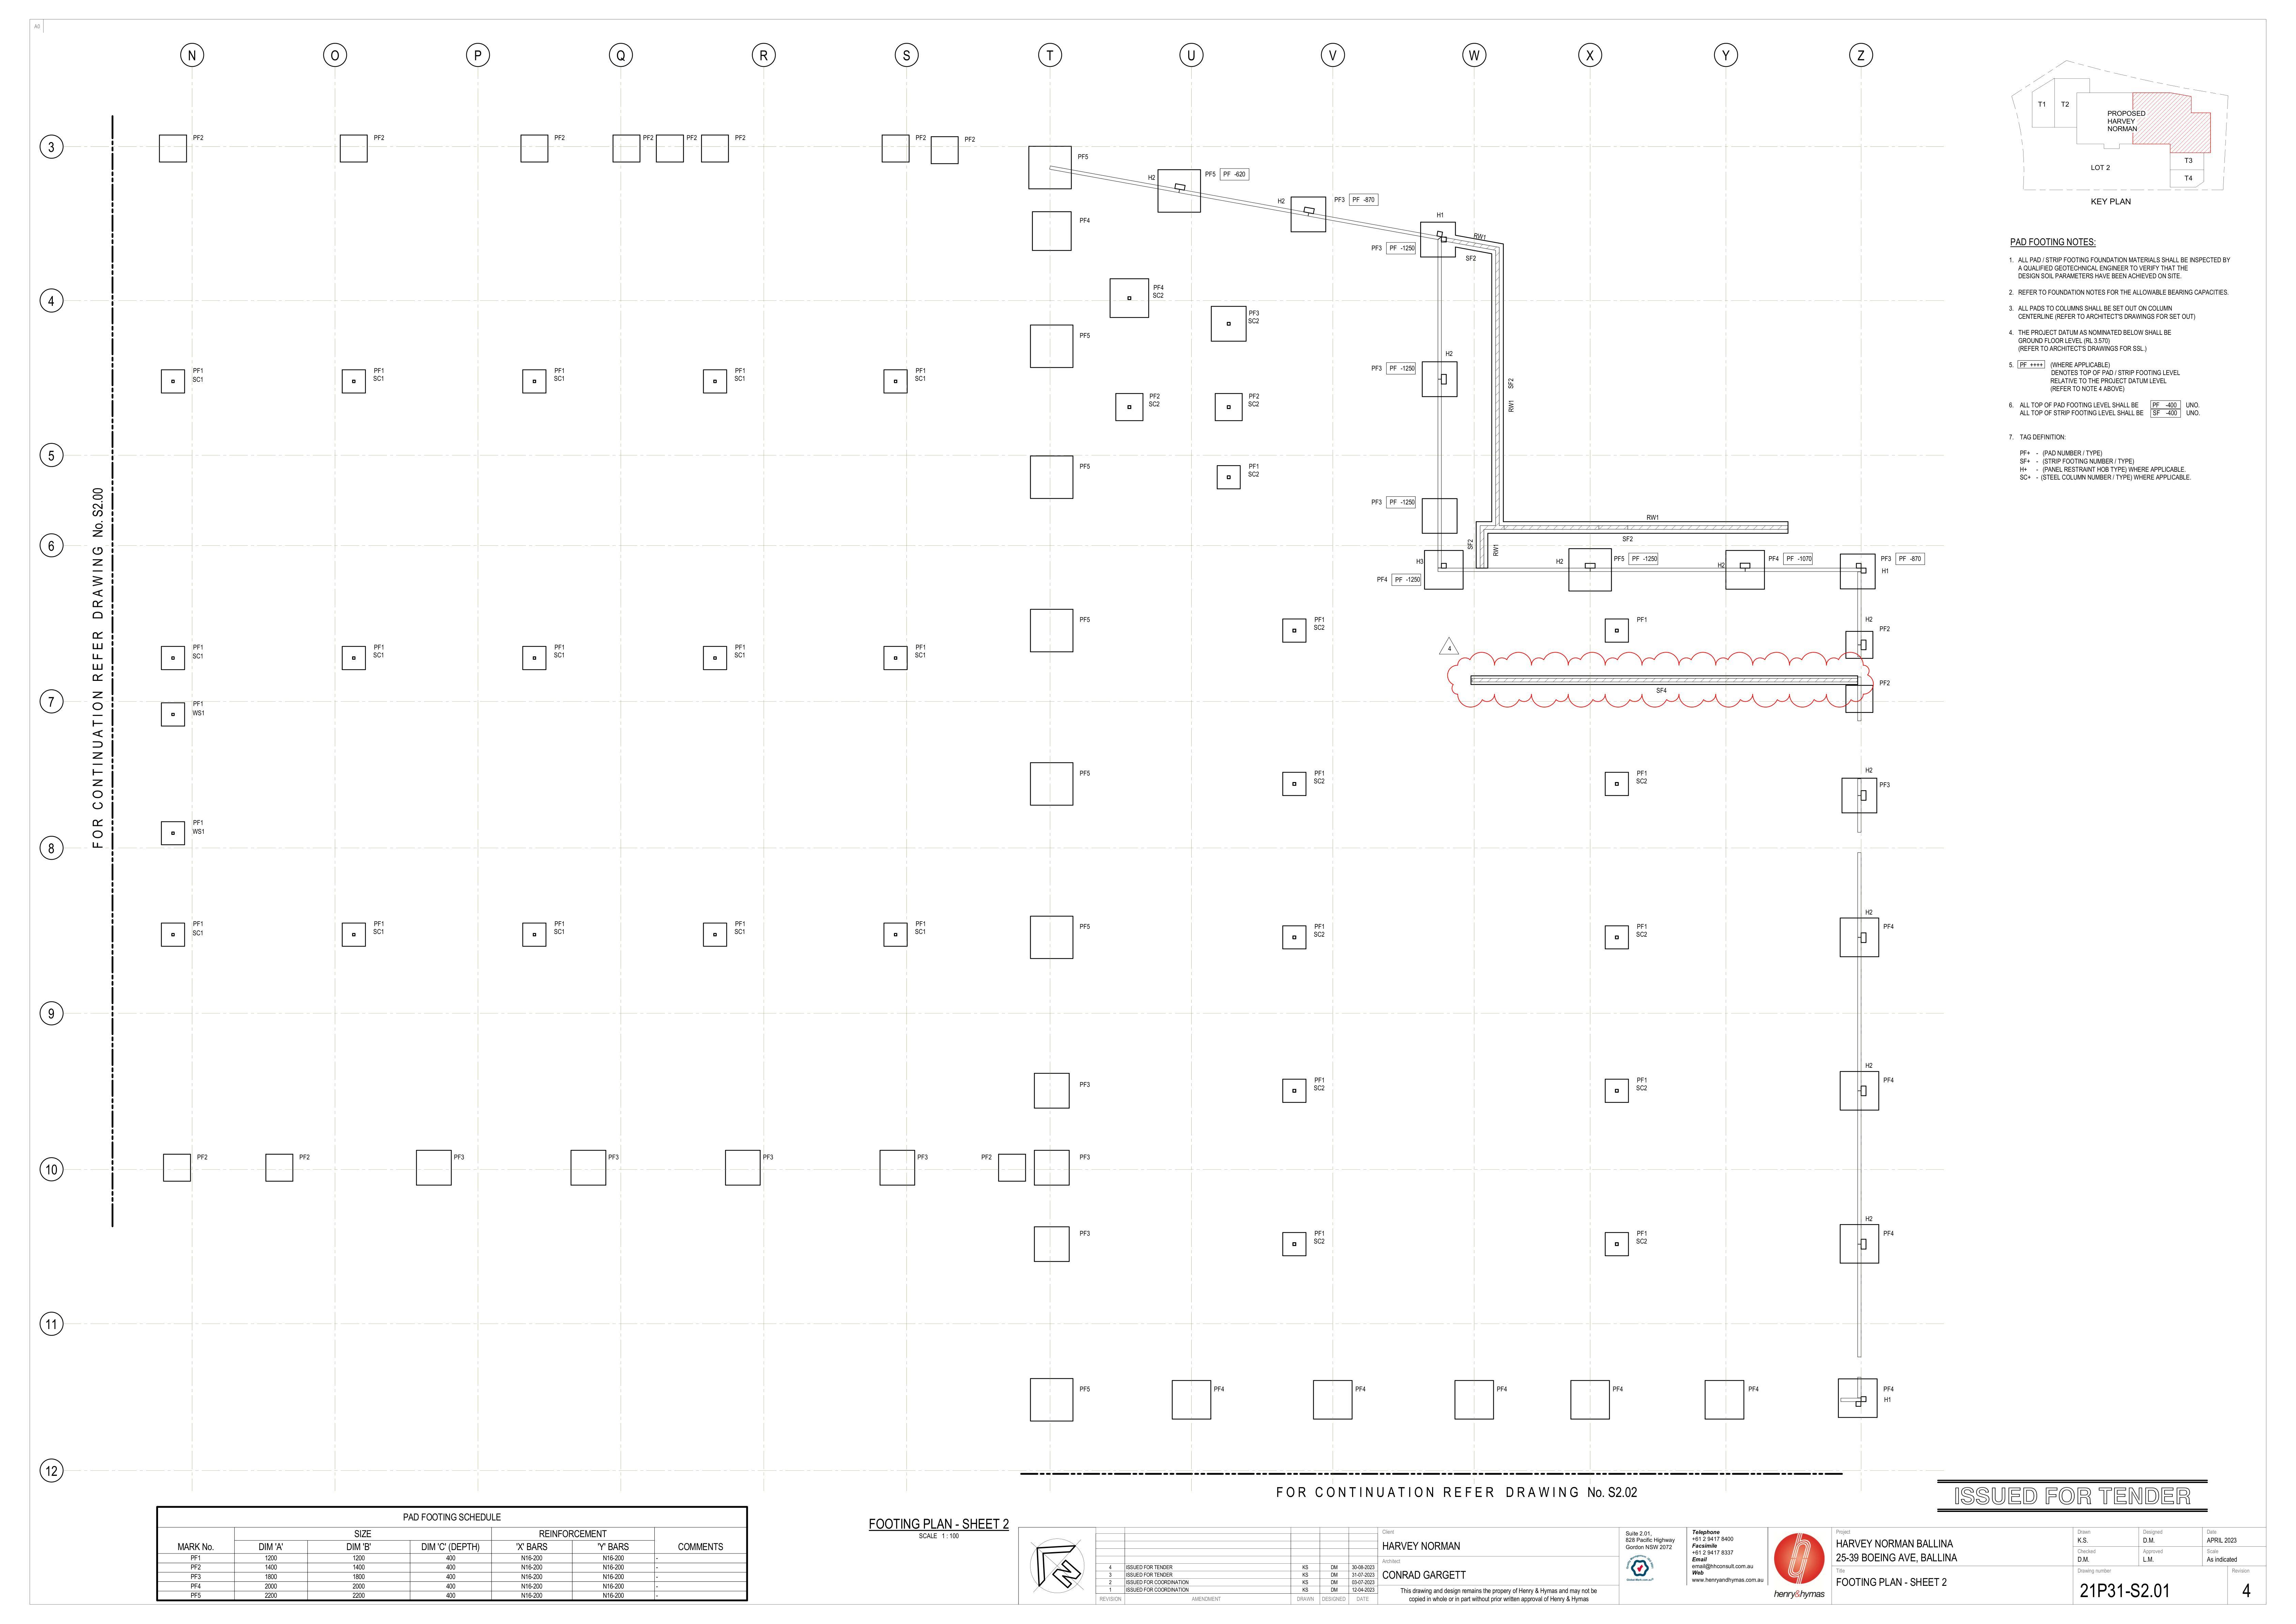 A0
N O P Q R S T U V W X Y Z
3
PF2 PF2 PF2 PF2 PF2 PF2 PF2 PF2
PF5
H2 PF5 PF -620
H2 PF3 PF -870
PF4
H1
RW1
PF3 PF -1250
SF2
4
PF4
SC2
PF3
SC2
PF5
H2
PF3 PF -1250
SF2
RW1
PF1 PF1 PF1 PF1 PF1
SC1 SC1 SC1 SC1 SC1
PF2 PF2
SC2 SC2
5
PF5
PF1
SC2
PF3 PF -1250
RW1
SF2
SF2
RW1
6
H3
PF4 PF -1250
H2 PF5 PF -1250
H2 PF4 PF -1070
PF3 PF -870
H1
PF5
PF1
SC2
PF1
H2
PF2
PF1 PF1 PF1 PF1 PF1
SC1 SC1 SC1 SC1 SC1
4
SF4
PF2
7
PF1
WS1
PF5
PF1
SC2
PF1
SC2
H2
PF3
PF1
WS1
8
PF1 PF1 PF1 PF1 PF1
SC1 SC1 SC1 SC1 SC1
PF5
PF1
SC2
PF1
SC2
H2
PF4
9
PF3
PF1
SC2
PF1
SC2
H2
PF4
10
PF2 PF2 PF3 PF3 PF3 PF3 PF2 PF3
PF3
PF1
SC2
PF1
SC2
H2
PF4
11
PF5 PF4 PF4 PF4 PF4 PF4 PF4
H1
12
FOR CONTINUATION REFER DRAWING No. S2.00
FOR CONTINUATION REFER DRAWING No. S2.02
T1 T2
PROPOSED
HARVEY
NORMAN
LOT 2
T3
T4
KEY PLAN
PAD FOOTING NOTES:
1. ALL PAD / STRIP FOOTING FOUNDATION MATERIALS SHALL BE INSPECTED BY
A QUALIFIED GEOTECHNICAL ENGINEER TO VERIFY THAT THE
DESIGN SOIL PARAMETERS HAVE BEEN ACHIEVED ON SITE.
2. REFER TO FOUNDATION NOTES FOR THE ALLOWABLE BEARING CAPACITIES.
3. ALL PADS TO COLUMNS SHALL BE SET OUT ON COLUMN
CENTERLINE (REFER TO ARCHITECT'S DRAWINGS FOR SET OUT)
4. THE PROJECT DATUM AS NOMINATED BELOW SHALL BE
GROUND FLOOR LEVEL (RL 3.570)
(REFER TO ARCHITECT'S DRAWINGS FOR SSL.)
5. PF ++++ (WHERE APPLICABLE)
DENOTES TOP OF PAD / STRIP FOOTING LEVEL
RELATIVE TO THE PROJECT DATUM LEVEL
(REFER TO NOTE 4 ABOVE)
6. ALL TOP OF PAD FOOTING LEVEL SHALL BE PF -400 UNO.
ALL TOP OF STRIP FOOTING LEVEL SHALL BE SF -400 UNO.
7. TAG DEFINITION:
PF+ - (PAD NUMBER / TYPE)
SF+ - (STRIP FOOTING NUMBER / TYPE)
H+ - (PANEL RESTRAINT HOB TYPE) WHERE APPLICABLE.
SC+ - (STEEL COLUMN NUMBER / TYPE) WHERE APPLICABLE.
PAD FOOTING SCHEDULE
SIZE REINFORCEMENT
MARK No. DIM 'A' DIM 'B' DIM 'C' (DEPTH) 'X' BARS 'Y' BARS COMMENTS
PF1 1200 1200 400 N16-200 N16-200 -
PF2 1400 1400 400 N16-200 N16-200 -
PF3 1800 1800 400 N16-200 N16-200 -
PF4 2000 2000 400 N16-200 N16-200 -
PF5 2200 2200 400 N16-200 N16-200 -
FOOTING PLAN - SHEET 2
SCALE 1 : 100
ISSUED FOR TENDER
4 ISSUED FOR TENDER KS DM 30-08-2023
3 ISSUED FOR TENDER KS DM 31-07-2023
2 ISSUED FOR COORDINATION KS DM 03-07-2023
1 ISSUED FOR COORDINATION KS DM 12-04-2023
REVISION AMENDMENT DRAWN DESIGNED DATE
Client
HARVEY NORMAN
Architect
CONRAD GARGETT
This drawing and design remains the propery of Henry & Hymas and may not be
copied in whole or in part without prior written approval of Henry & Hymas
Suite 2.01,
828 Pacific Highway
Gordon NSW 2072
Telephone
+61 2 9417 8400
Facsimile
+61 2 9417 8337
Email
email@hhconsult.com.au
Web
www.henryandhymas.com.au
henry&hymas
Project
HARVEY NORMAN BALLINA
25-39 BOEING AVE, BALLINA
Title
FOOTING PLAN - SHEET 2
Drawn
K.S.
Designed
D.M.
Date
APRIL 2023
Checked
D.M.
Approved
L.M.
Scale
As indicated
Drawing number
21P31-S2.01
Revision
4